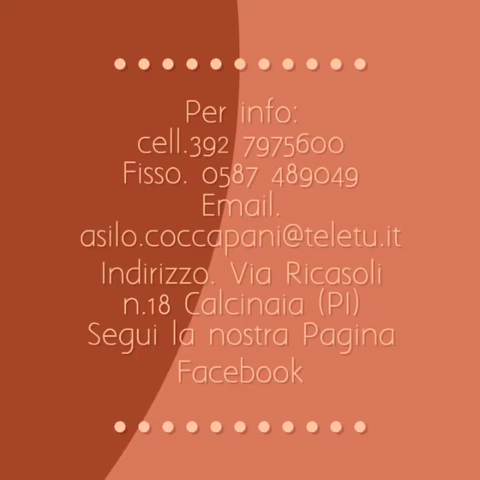 Per info:
cell.392 7975600
Fisso. 0587 489049
Email.
asilo.coccapani@teletu.it
Indirizzo. Via Ricasoli
n.18 Calcinaia (PI)
Segui la nostra Pagina
Facebook